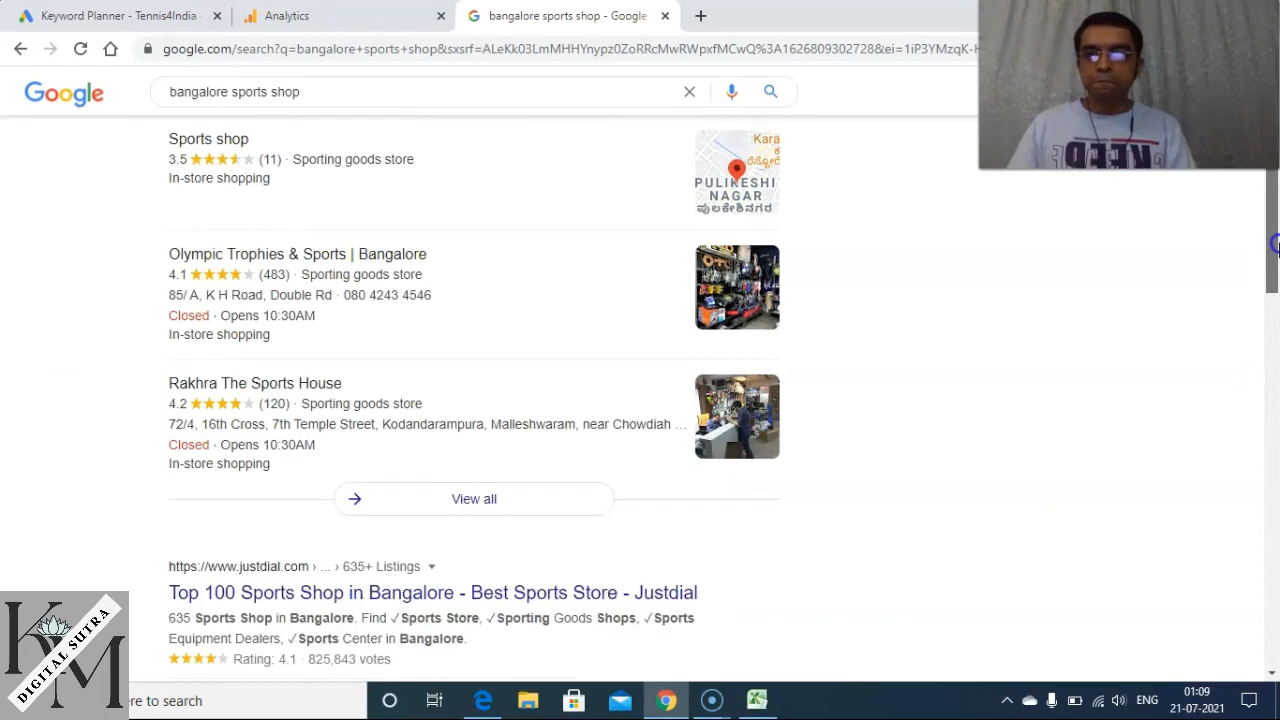 Keyword Planner - Tennis4India - Analytics bangalore sports shop - Google
google.com/search?q=bangalore+sports+shop&sxsrf=ALeKk03LmMHHYnypz0ZoRRcMwRWpxfMCwQ%3A1626809302728&ei=1iP3YMzqK-H
Google bangalore sports shop
Sports shop
3.5 (11) · Sporting goods store
In-store shopping
Kara
PULIKESHI
NAGAR
ಪುಲಕೇಶಿನಗರ
Olympic Trophies & Sports | Bangalore
4.1 (483) · Sporting goods store
85/ A, K H Road, Double Rd · 080 4243 4546
Closed · Opens 10:30AM
In-store shopping
Rakhra The Sports House
4.2 (120) · Sporting goods store
72/4, 16th Cross, 7th Temple Street, Kodandarampura, Malleshwaram, near Chowdiah ...
Closed · Opens 10:30AM
In-store shopping
View all
https://www.justdial.com › ... › 635+ Listings
Top 100 Sports Shop in Bangalore - Best Sports Store - Justdial
635 Sports Shop in Bangalore. Find ✓Sports Store, ✓Sporting Goods Shops, ✓Sports
Equipment Dealers, ✓Sports Center in Bangalore.
Rating: 4.1 · 825,843 votes
KM
DIGITAL SUTRA
here to search
ENG
01:09
21-07-2021